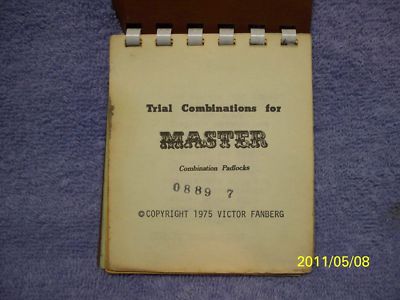 Trial Combinations for
MASTER
Combination Padlocks
0889 7
© COPYRIGHT 1975 VICTOR FANBERG
2011/05/08